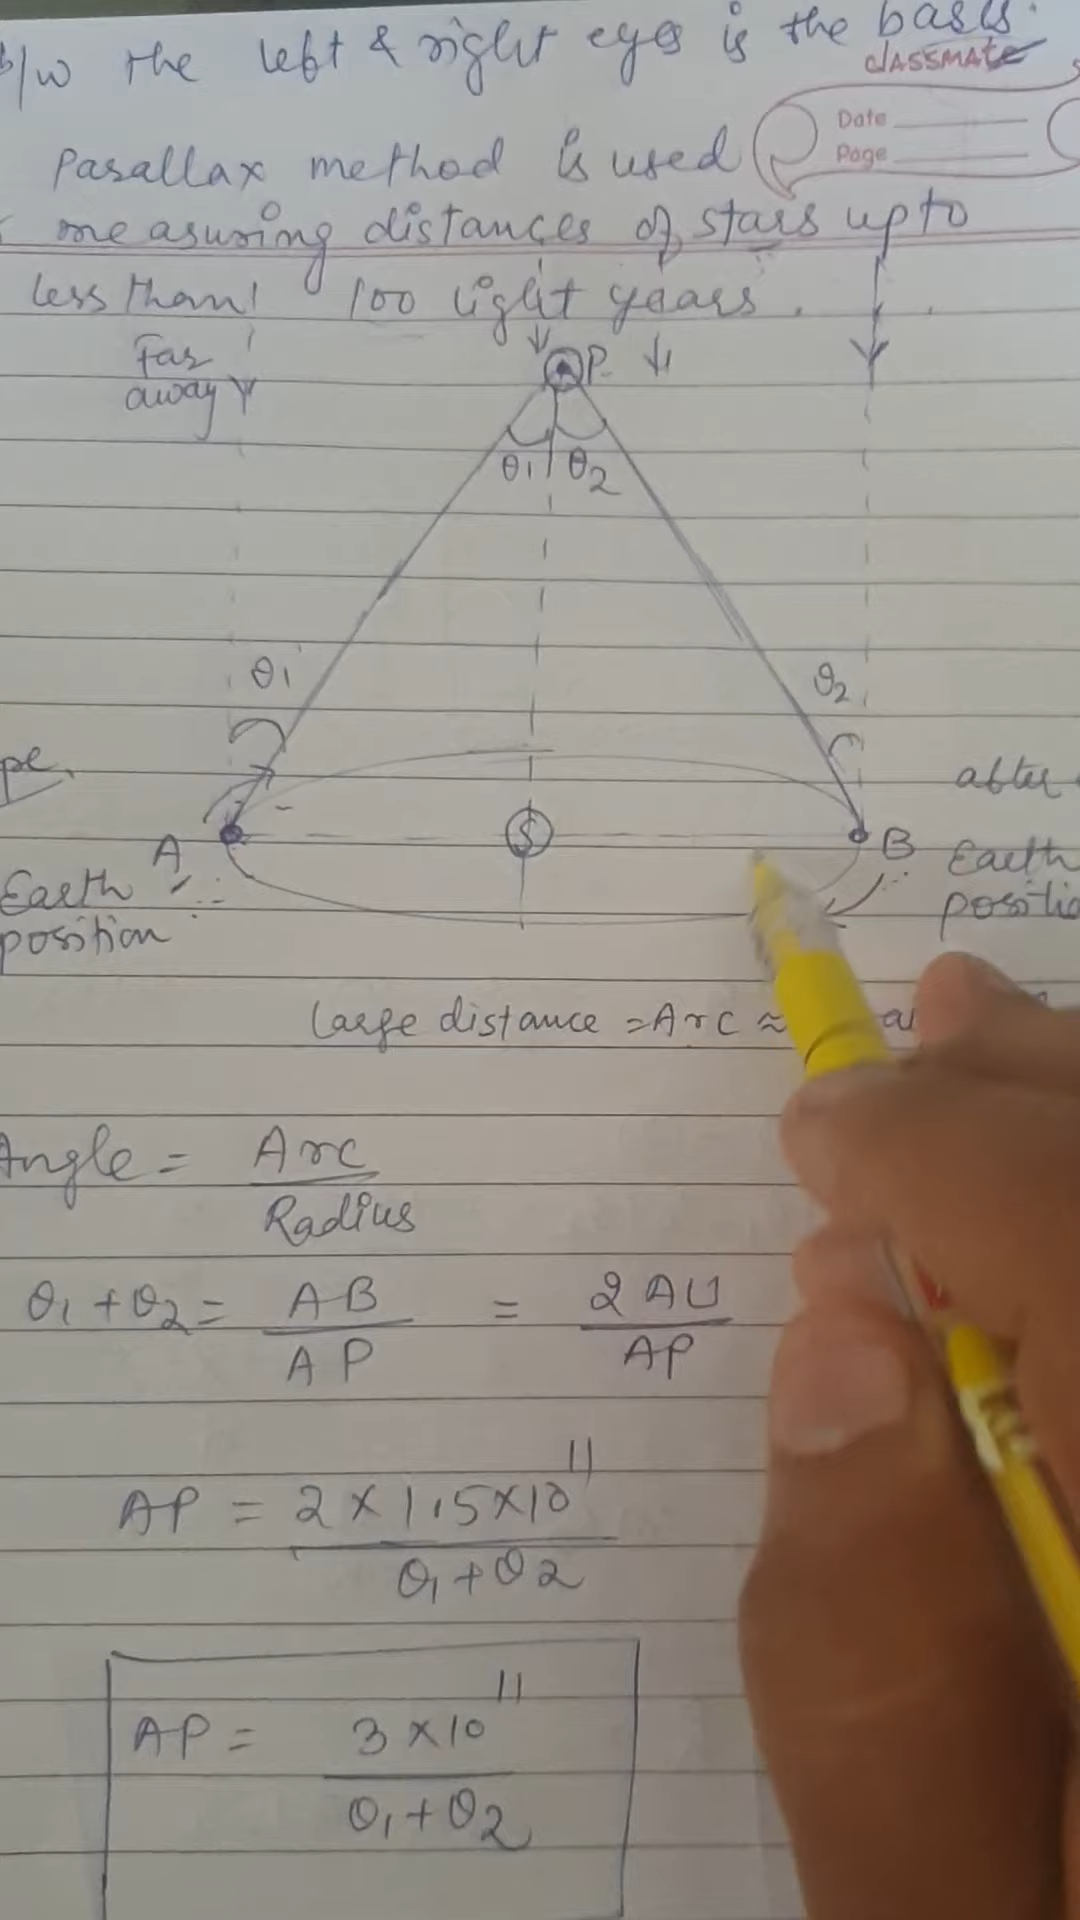 b/w the left & right eyes is the basis.
classmate
Date
Page
Parallax method is used
measuring distances of stars upto
less than 100 light years.
Far
away
P
θ1 θ2
θ1
θ2
after
A
S
B
Earth
position
Earth
large distance = Arc ≈
Angle = Arc
Radius
θ1 + θ2 = AB = 2 AU
AP AP
AP = 2 × 1.5 × 10^11
θ1 + θ2
AP = 3 × 10^11
θ1 + θ2